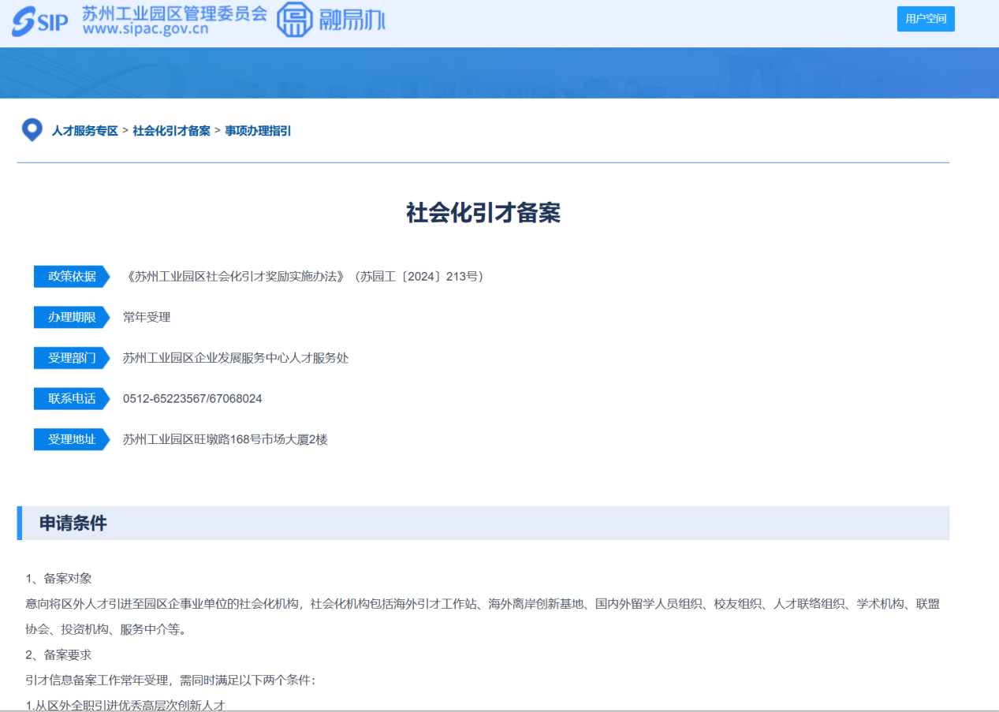 SIP 苏州工业园区管理委员会 融易办 用户空间
www.sipac.gov.cn
人才服务专区 > 社会化引才备案 > 事项办理指引
社会化引才备案
政策依据 《苏州工业园区社会化引才奖励实施办法》（苏园工〔2024〕213号）
办理期限 常年受理
受理部门 苏州工业园区企业发展服务中心人才服务处
联系电话 0512-65223567/67068024
受理地址 苏州工业园区旺墩路168号市场大厦2楼
申请条件
1、备案对象
意向将区外人才引进至园区企事业单位的社会化机构，社会化机构包括海外引才工作站、海外离岸创新基地、国内外留学人员组织、校友组织、人才联络组织、学术机构、联盟
协会、投资机构、服务中介等。
2、备案要求
引才信息备案工作常年受理，需同时满足以下两个条件：
1.从区外全职引进优秀高层次创新人才